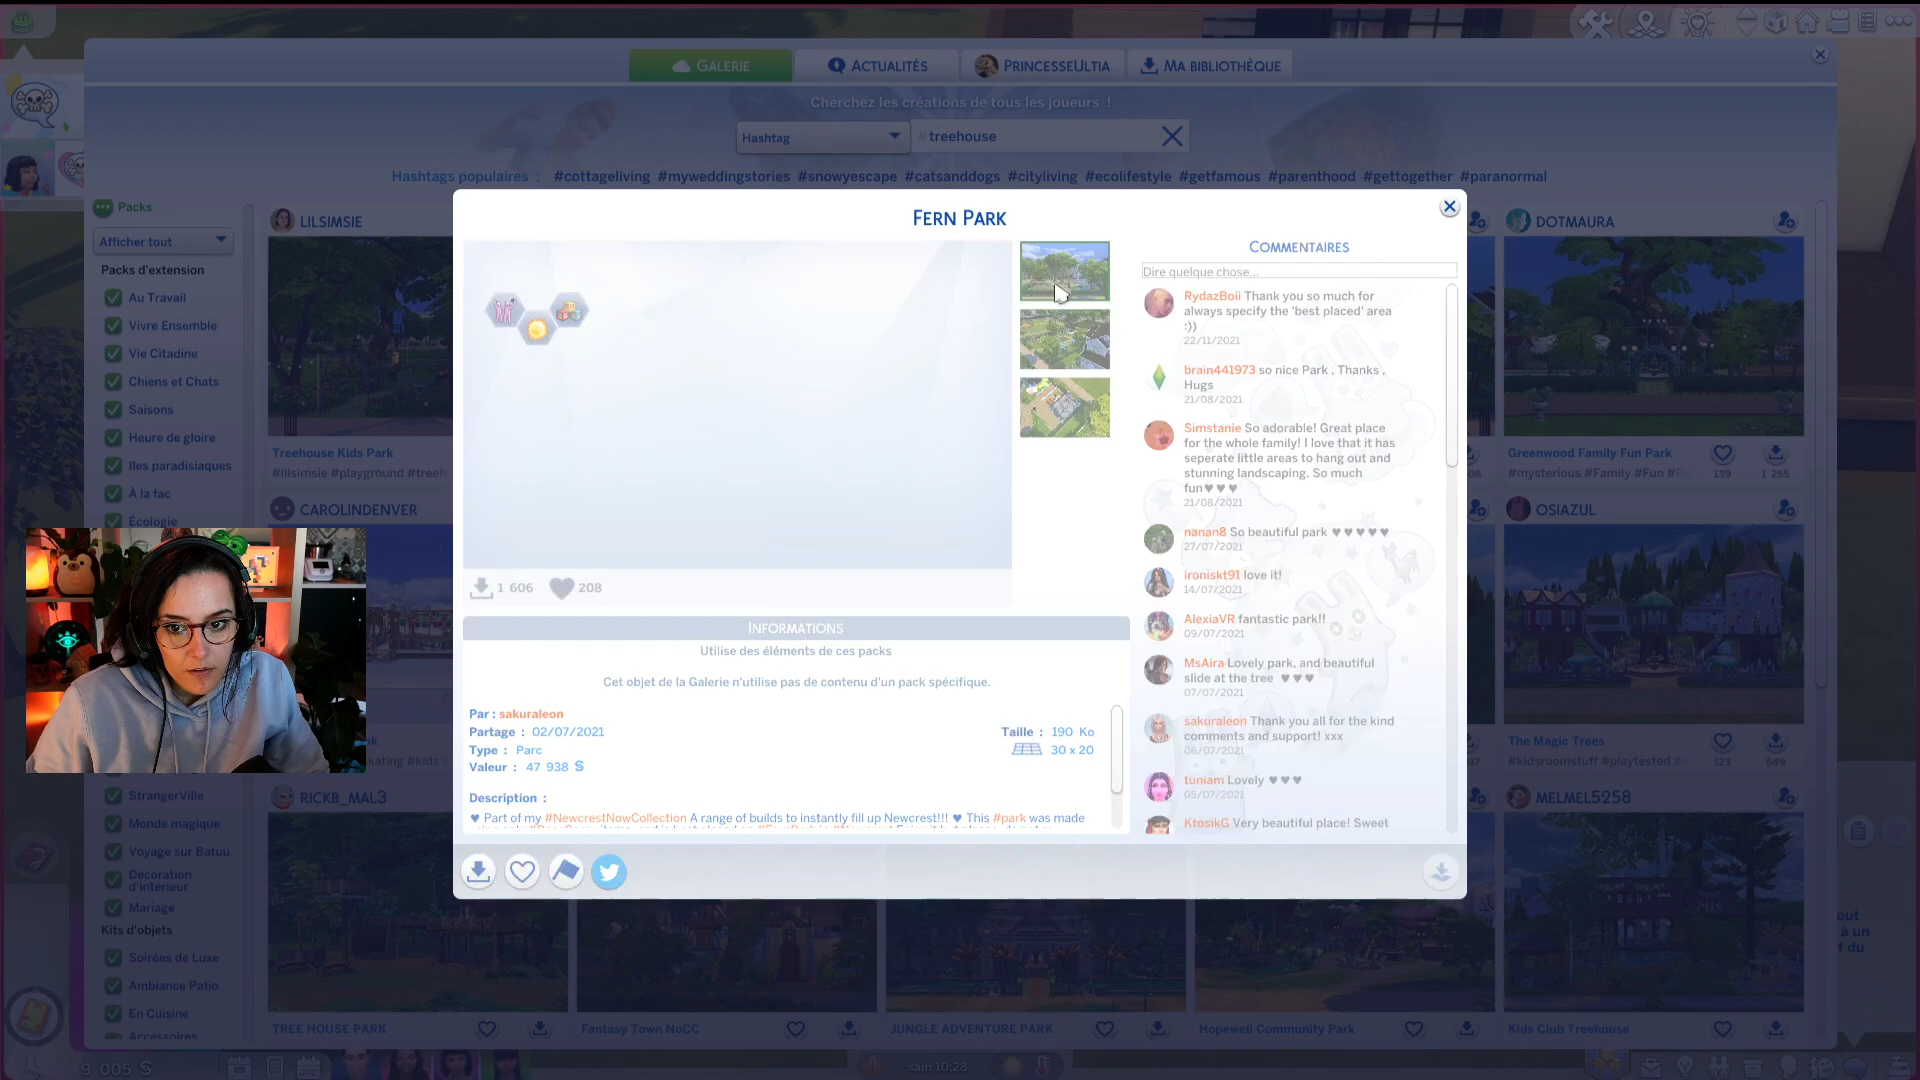 GALERIE
ACTUALITÉS
PRINCESSEULTIA
MA BIBLIOTHÈQUE
Cherchez les créations de tous les joueurs !
Hashtag
# treehouse
Hashtags populaires : #cottageliving #myweddingstories #snowyescape #catsanddogs #cityliving #ecolifestyle #getfamous #parenthood #gettogether #paranormal
Packs
Afficher tout
Packs d'extension
Au Travail
Vivre Ensemble
Vie Citadine
Chiens et Chats
Saisons
Heure de gloire
Iles paradisiaques
À la fac
Écologie
StrangerVille
Monde magique
Voyage sur Batuu
Décoration
d'intérieur
Mariage
Kits d'objets
Soirées de Luxe
Ambiance Patio
En Cuisine
Accessoires
LILSIMSIE
Treehouse Kids Park
#lilsimsie #playground #treeh
CAROLINDENVER
RICKB_MAL3
TREE HOUSE PARK
Fantasy Town NoCC
JUNGLE ADVENTURE PARK
Hopewell Community Park
Kids Club Treehouse
DOTMAURA
Greenwood Family Fun Park
#mysterious #Family #Fun #F
139
1 255
OSIAZUL
The Magic Trees
#kidsroomstuff #playtested #
123
649
MELMEL5258
FERN PARK
1 606
208
INFORMATIONS
Utilise des éléments de ces packs
Cet objet de la Galerie n'utilise pas de contenu d'un pack spécifique.
Par : sakuraleon
Partage : 02/07/2021
Type : Parc
Valeur : 47 938 §
Taille : 190 Ko
30 x 20
Description :
♥ Part of my #NewcrestNowCollection A range of builds to instantly fill up Newcrest!!! ♥ This #park was made
COMMENTAIRES
Dire quelque chose...
RydazBoii Thank you so much for
always specify the 'best placed' area
:))
22/11/2021
brain441973 so nice Park , Thanks ,
Hugs
21/08/2021
Simstanie So adorable! Great place
for the whole family! I love that it has
seperate little areas to hang out and
stunning landscaping. So much
fun♥ ♥ ♥
21/08/2021
nanan8 So beautiful park ♥ ♥ ♥ ♥ ♥
27/07/2021
ironiskt91 love it!
14/07/2021
AlexiaVR fantastic park!!
09/07/2021
MsAira Lovely park, and beautiful
slide at the tree ♥ ♥ ♥
07/07/2021
sakuraleon Thank you all for the kind
comments and support! xxx
06/07/2021
tuniam Lovely ♥ ♥ ♥
05/07/2021
KtosikG Very beautiful place! Sweet
9 005 §
sam 10:28